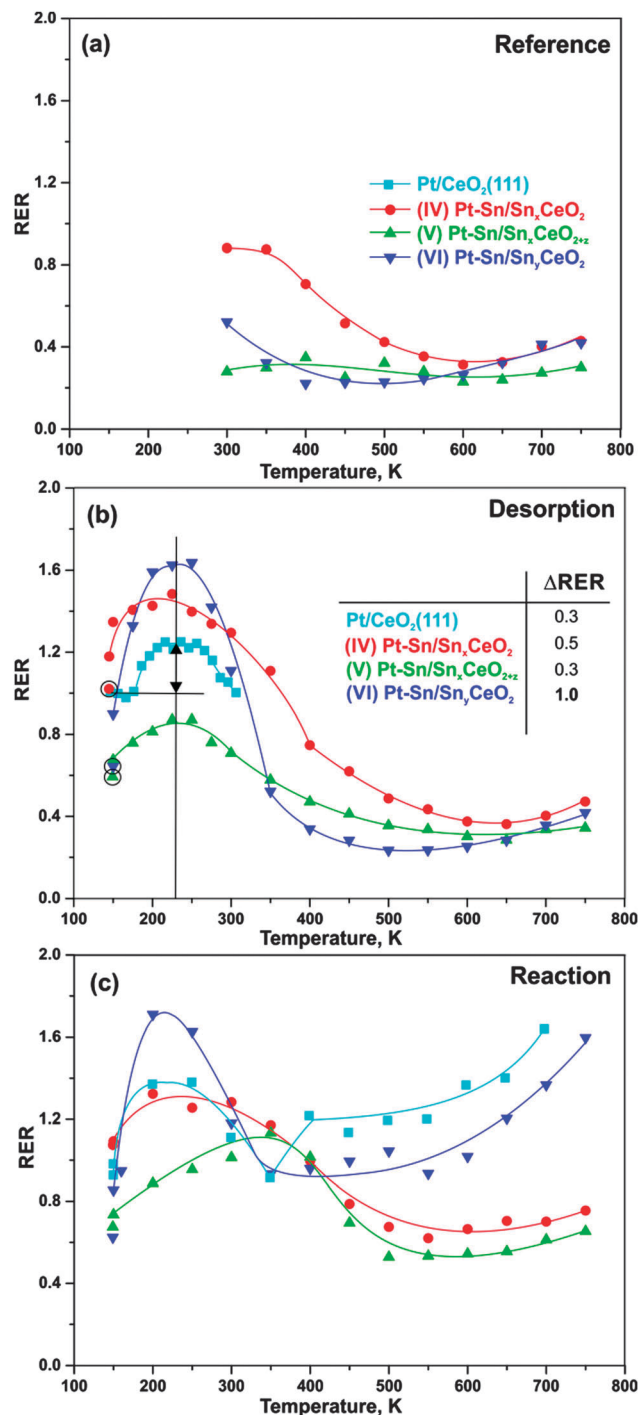 (a)
Reference
2.0
1.6
1.2
0.8
0.4
0.0
RER
Pt/CeO₂(111)
(IV) Pt-Sn/SnₓCeO₂
(V) Pt-Sn/SnₓCeO₂₊z
(VI) Pt-Sn/SnyCeO₂
100 200 300 400 500 600 700 800
Temperature, K
(b)
Desorption
2.0
1.6
1.2
0.8
0.4
0.0
RER
ΔRER
Pt/CeO₂(111) 0.3
(IV) Pt-Sn/SnₓCeO₂ 0.5
(V) Pt-Sn/SnₓCeO₂₊z 0.3
(VI) Pt-Sn/SnyCeO₂ 1.0
100 200 300 400 500 600 700 800
Temperature, K
(c)
Reaction
2.0
1.6
1.2
0.8
0.4
0.0
RER
100 200 300 400 500 600 700 800
Temperature, K